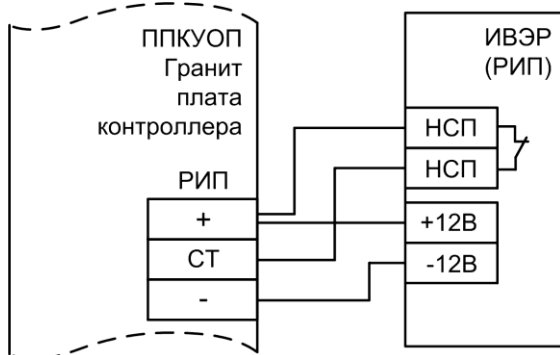 ППКУОП
Гранит
плата
контроллера
РИП
+
СТ
-
ИВЭР
(РИП)
НСП
НСП
+12В
-12В